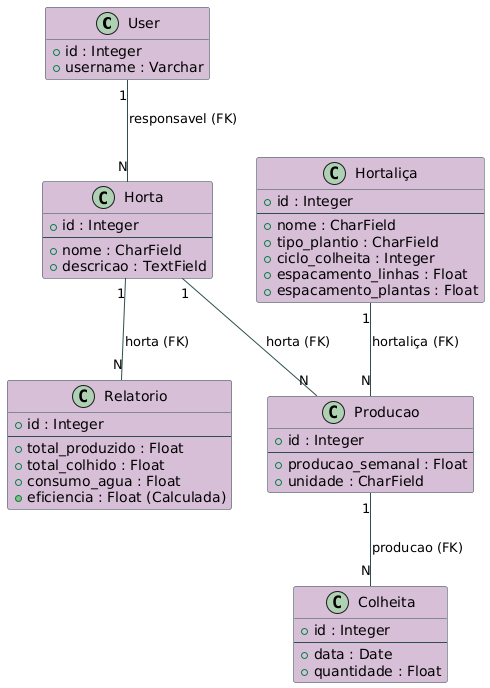 C User
id : Integer
username : Varchar
1
responsavel (FK)
N
C Horta
id : Integer
nome : CharField
descricao : TextField
C Hortaliça
id : Integer
nome : CharField
tipo_plantio : CharField
ciclo_colheita : Integer
espacamento_linhas : Float
espacamento_plantas : Float
1
1
1
horta (FK)
horta (FK)
hortaliça (FK)
N
N
N
C Relatorio
id : Integer
total_produzido : Float
total_colhido : Float
consumo_agua : Float
eficiencia : Float (Calculada)
C Producao
id : Integer
producao_semanal : Float
unidade : CharField
1
producao (FK)
N
C Colheita
id : Integer
data : Date
quantidade : Float